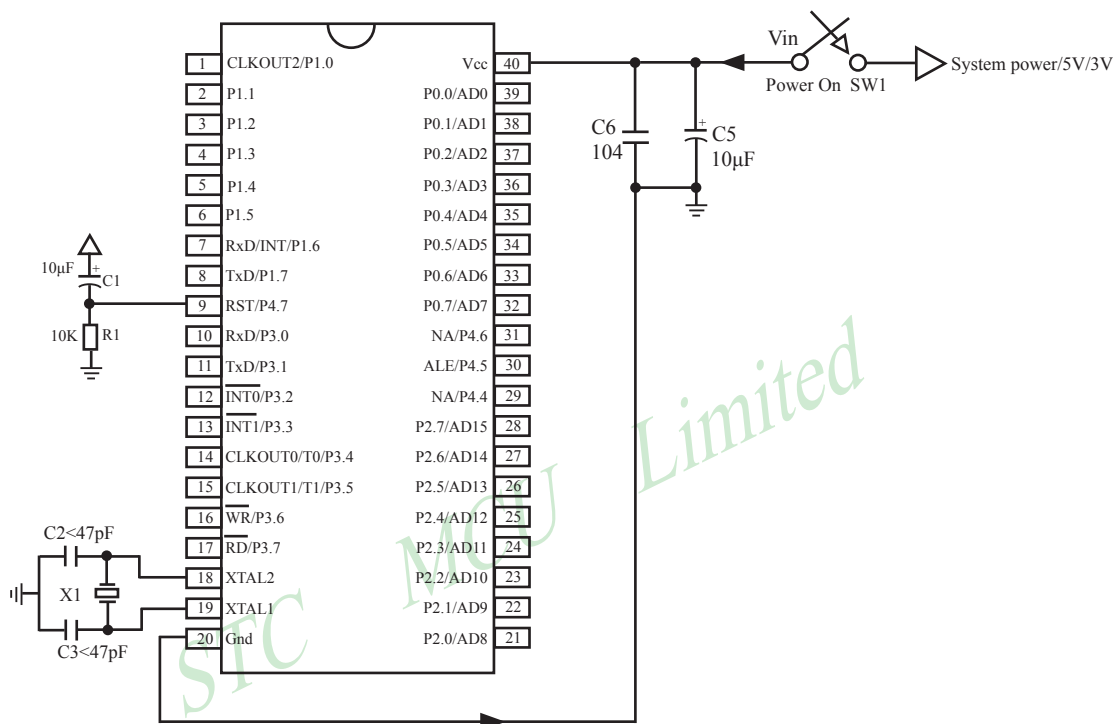 1 CLKOUT2/P1.0 Vcc 40
2 P1.1 P0.0/AD0 39
3 P1.2 P0.1/AD1 38
4 P1.3 P0.2/AD2 37
5 P1.4 P0.3/AD3 36
6 P1.5 P0.4/AD4 35
7 RxD/INT/P1.6 P0.5/AD5 34
8 TxD/P1.7 P0.6/AD6 33
9 RST/P4.7 P0.7/AD7 32
10 RxD/P3.0 NA/P4.6 31
11 TxD/P3.1 ALE/P4.5 30
12 INT0/P3.2 NA/P4.4 29
13 INT1/P3.3 P2.7/AD15 28
14 CLKOUT0/T0/P3.4 P2.6/AD14 27
15 CLKOUT1/T1/P3.5 P2.5/AD13 26
16 WR/P3.6 P2.4/AD12 25
17 RD/P3.7 P2.3/AD11 24
18 XTAL2 P2.2/AD10 23
19 XTAL1 P2.1/AD9 22
20 Gnd P2.0/AD8 21
Vin
System power/5V/3V
Power On SW1
C6
104
+
C5
10μF
10μF
+
C1
10K
R1
C2<47pF
X1
C3<47pF
STC MCU Limited